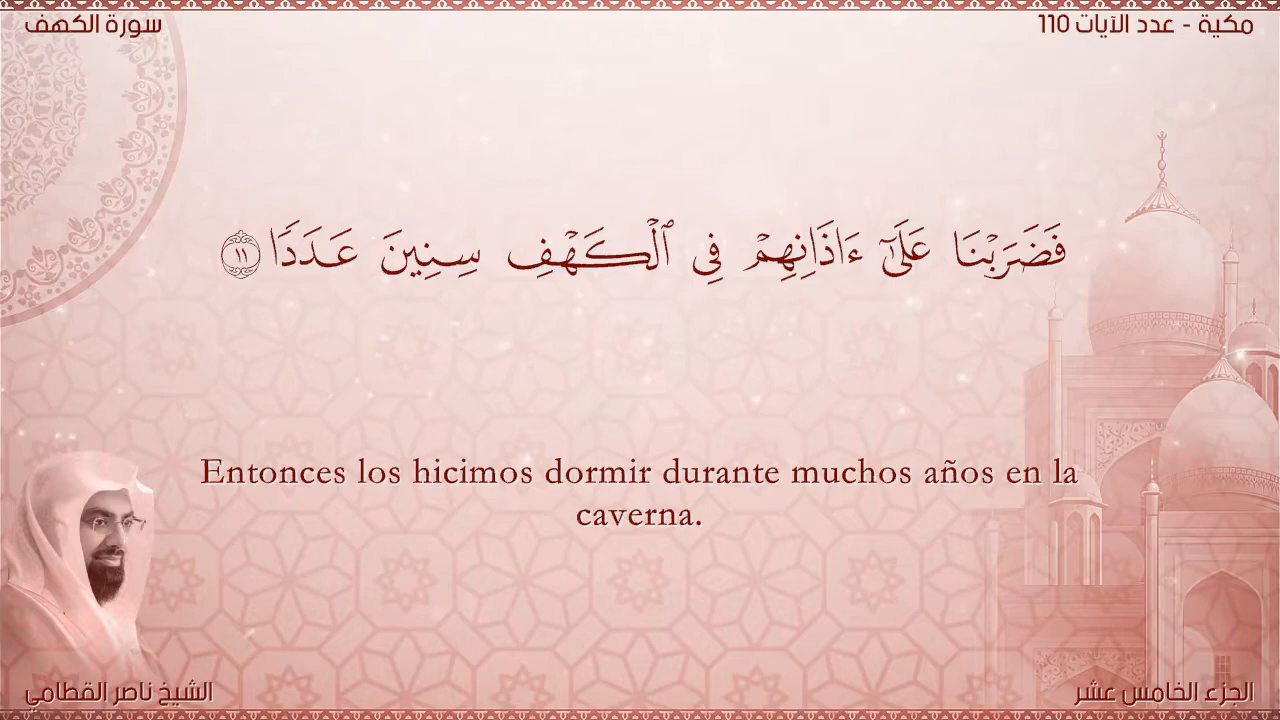 سورة الكهف
مكية - عدد الآيات 110
فَضَرَبْنَا عَلَىٰٓ ءَاذَانِهِمْ فِي ٱلْكَهْفِ سِنِينَ عَدَدًا ١١
Entonces los hicimos dormir durante muchos años en la
caverna.
الشيخ ناصر القطامي
الجزء الخامس عشر